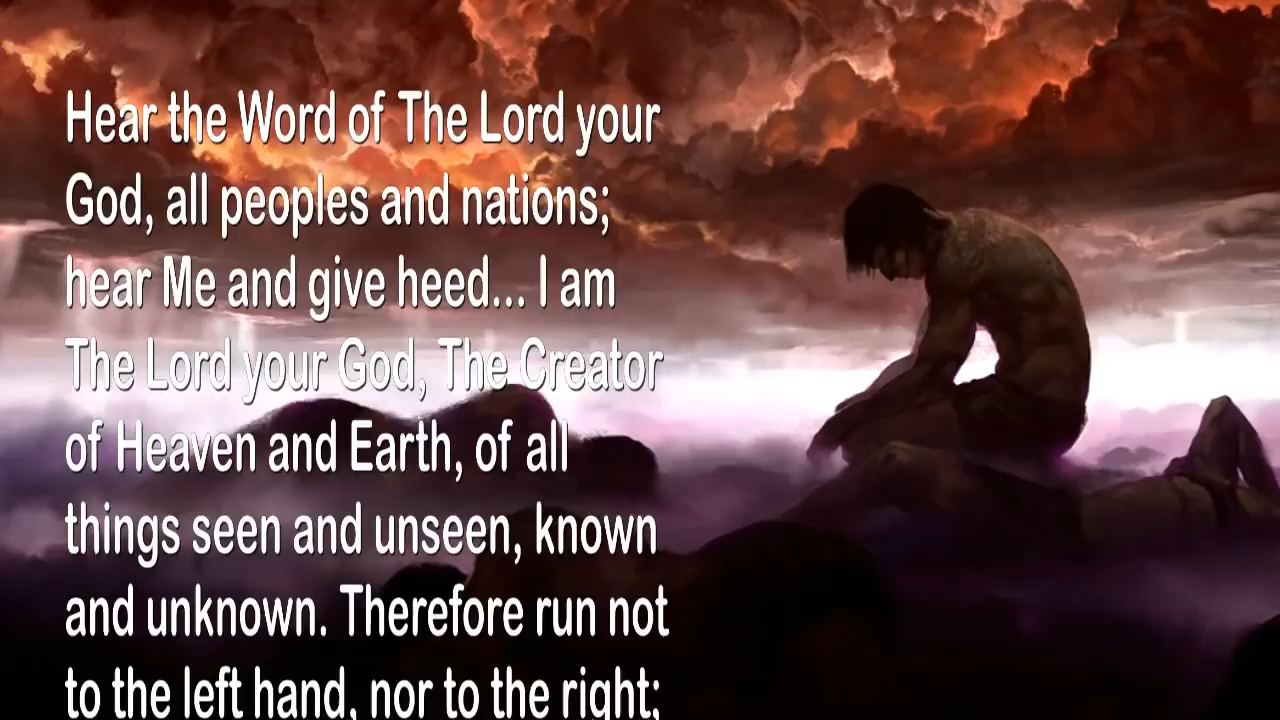 Hear the Word of The Lord your
God, all peoples and nations;
hear Me and give heed... I am
The Lord your God, The Creator
of Heaven and Earth, of all
things seen and unseen, known
and unknown. Therefore run not
to the left hand, nor to the right;